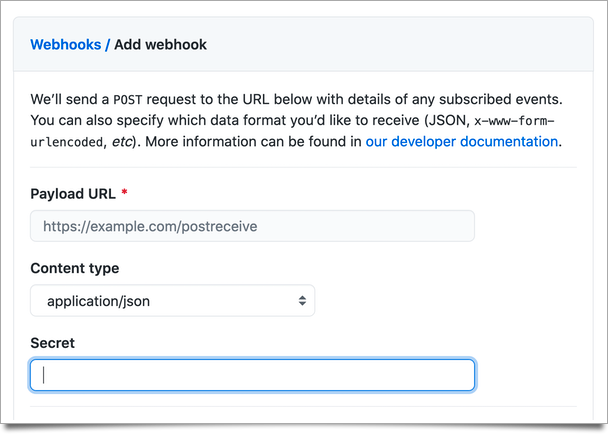 Webhooks / Add webhook
We’ll send a POST request to the URL below with details of any subscribed events.
You can also specify which data format you’d like to receive (JSON, x-www-form-
urlencoded, etc). More information can be found in our developer documentation.
Payload URL *
https://example.com/postreceive
Content type
application/json
Secret